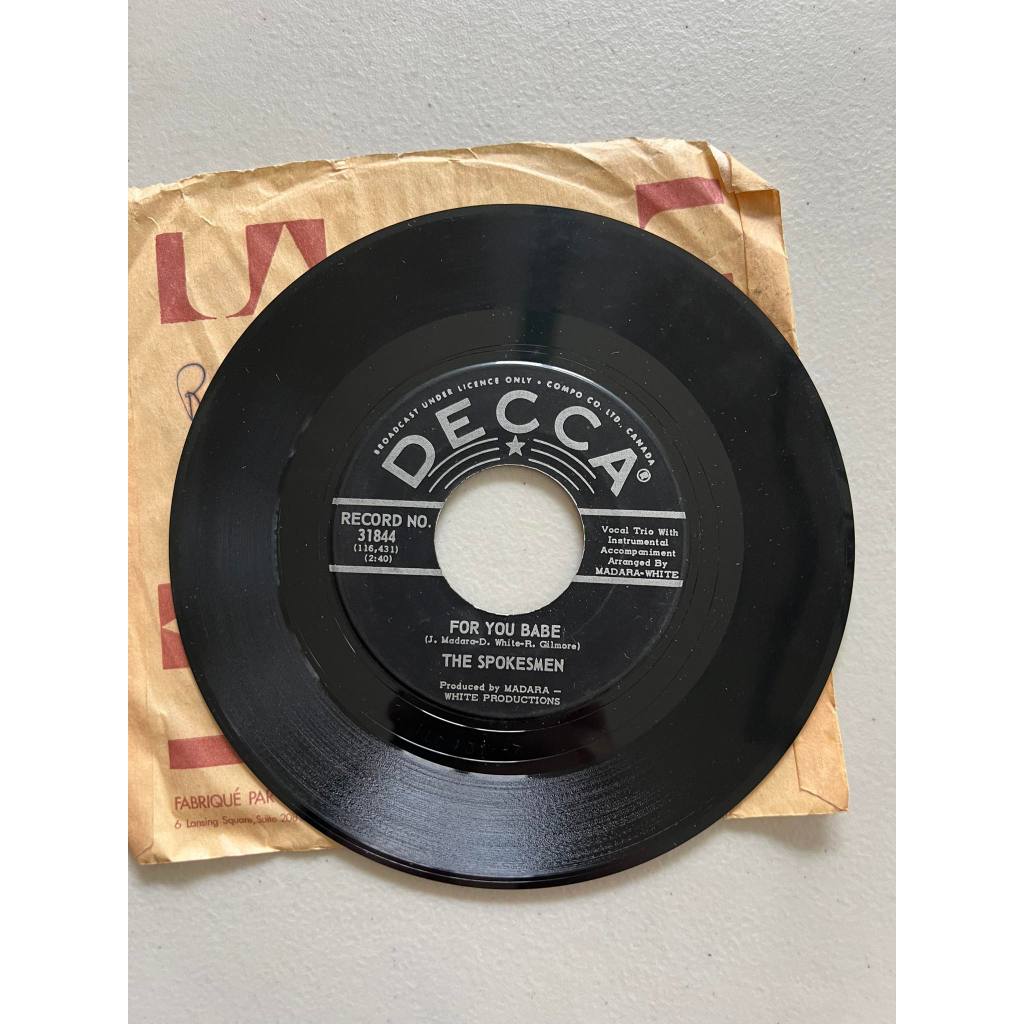 UA
BROADCAST UNDER LICENCE ONLY • COMPO CO. LTD., CANADA
DECCA®
RECORD NO.
31844
(116,431)
(2:40)
Vocal Trio With
Instrumental
Accompaniment
Arranged By
MADARA-WHITE
FOR YOU BABE
(J. Madara-D. White-R. Gilmore)
THE SPOKESMEN
Produced by MADARA —
WHITE PRODUCTIONS
FABRIQUÉ PAR
6 Lansing Square, Suite